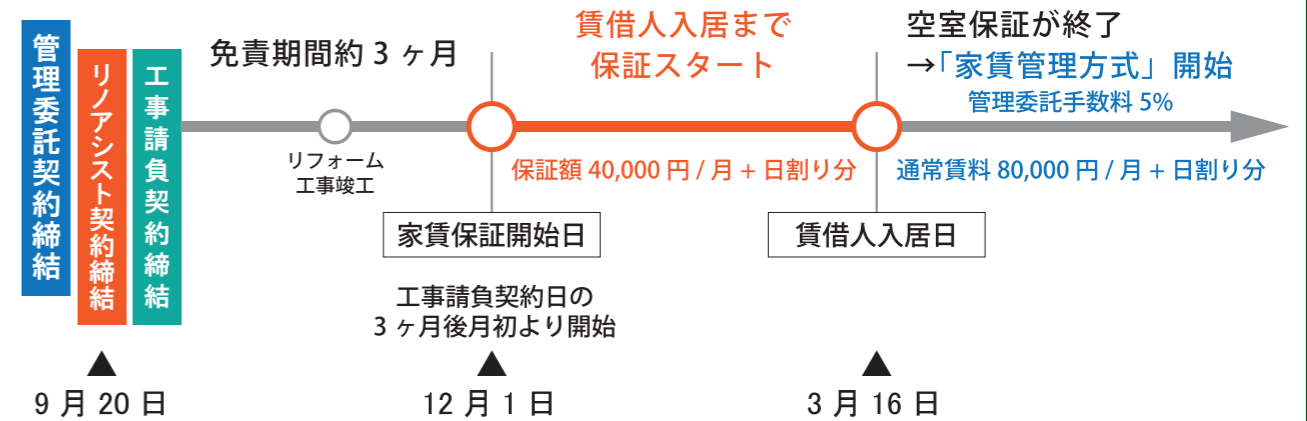 管理委託契約締結
リノアシスト契約締結
工事請負契約締結
免責期間約 3 ヶ月
リフォーム
工事竣工
賃借人入居まで
保証スタート
保証額 40,000 円 / 月 + 日割り分
空室保証が終了
→「家賃管理方式」開始
管理委託手数料 5%
通常賃料 80,000 円 / 月 + 日割り分
家賃保証開始日
賃借人入居日
工事請負契約日の
3 ヶ月後月初より開始
▲
▲
▲
9 月 20 日
12 月 1 日
3 月 16 日